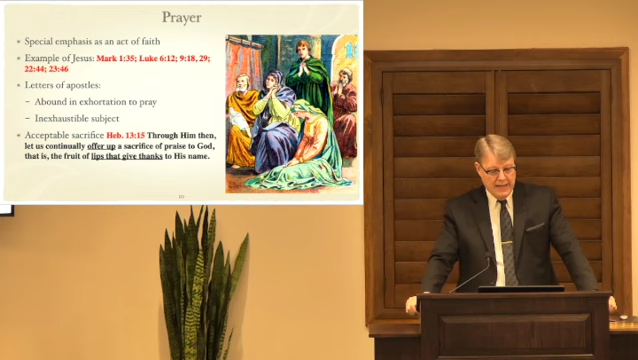 Prayer
Special emphasis as an act of faith
Example of Jesus: Mark 1:35; Luke 6:12; 9:18, 29;
22:44; 23:46
Letters of apostles:
– Abound in exhortation to pray
– Inexhaustible subject
Acceptable sacrifice Heb. 13:15 Through Him then,
let us continually offer up a sacrifice of praise to God,
that is, the fruit of lips that give thanks to His name.